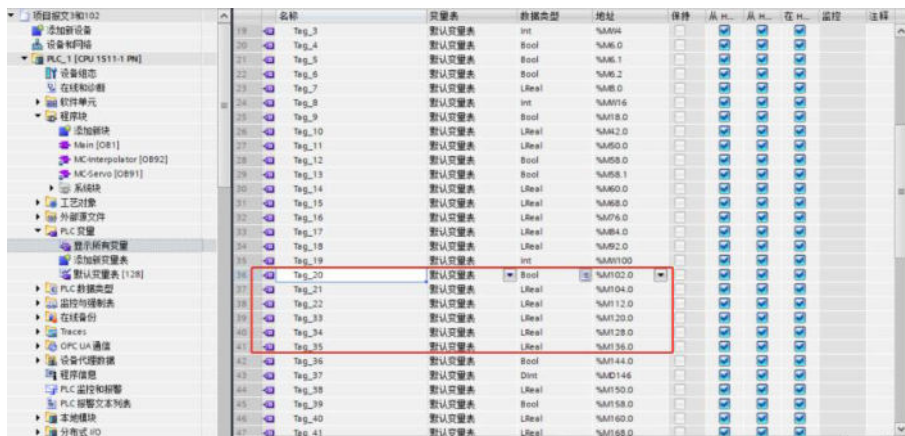 项目报文3和102
添加新设备
设备和网络
PLC_1 [CPU 1511-1 PN]
设备组态
在线和诊断
软件单元
程序块
添加新块
Main [OB1]
MC-Interpolator [OB92]
MC-Servo [OB91]
系统块
工艺对象
外部源文件
PLC 变量
显示所有变量
添加新变量表
默认变量表 [128]
PLC 数据类型
监控与强制表
在线备份
Traces
OPC UA 通信
设备代理数据
程序信息
PLC 监控和报警
PLC 报警文本列表
本地模块
分布式 I/O
名称 变量表 数据类型 地址 保持 从 H... 从 H... 在 H... 监控 注释
19 Tag_3 默认变量表 Int %MW4
20 Tag_4 默认变量表 Bool %M6.0
21 Tag_5 默认变量表 Bool %M6.1
22 Tag_6 默认变量表 Bool %M6.2
23 Tag_7 默认变量表 LReal %M8.0
24 Tag_8 默认变量表 Int %MW16
25 Tag_9 默认变量表 Bool %M18.0
26 Tag_10 默认变量表 LReal %M42.0
27 Tag_11 默认变量表 LReal %M50.0
28 Tag_12 默认变量表 Bool %M58.0
29 Tag_13 默认变量表 Bool %M58.1
30 Tag_14 默认变量表 LReal %M60.0
31 Tag_15 默认变量表 LReal %M68.0
32 Tag_16 默认变量表 LReal %M76.0
33 Tag_17 默认变量表 LReal %M84.0
34 Tag_18 默认变量表 LReal %M92.0
35 Tag_19 默认变量表 Int %MW100
36 Tag_20 默认变量表 Bool %M102.0
37 Tag_21 默认变量表 LReal %M104.0
38 Tag_22 默认变量表 LReal %M112.0
39 Tag_33 默认变量表 LReal %M120.0
40 Tag_34 默认变量表 LReal %M128.0
41 Tag_35 默认变量表 LReal %M136.0
42 Tag_36 默认变量表 Bool %M144.0
43 Tag_37 默认变量表 DInt %MD146
44 Tag_38 默认变量表 LReal %M150.0
45 Tag_39 默认变量表 Bool %M158.0
46 Tag_40 默认变量表 LReal %M160.0
47 Tag_41 默认变量表 LReal %M168.0